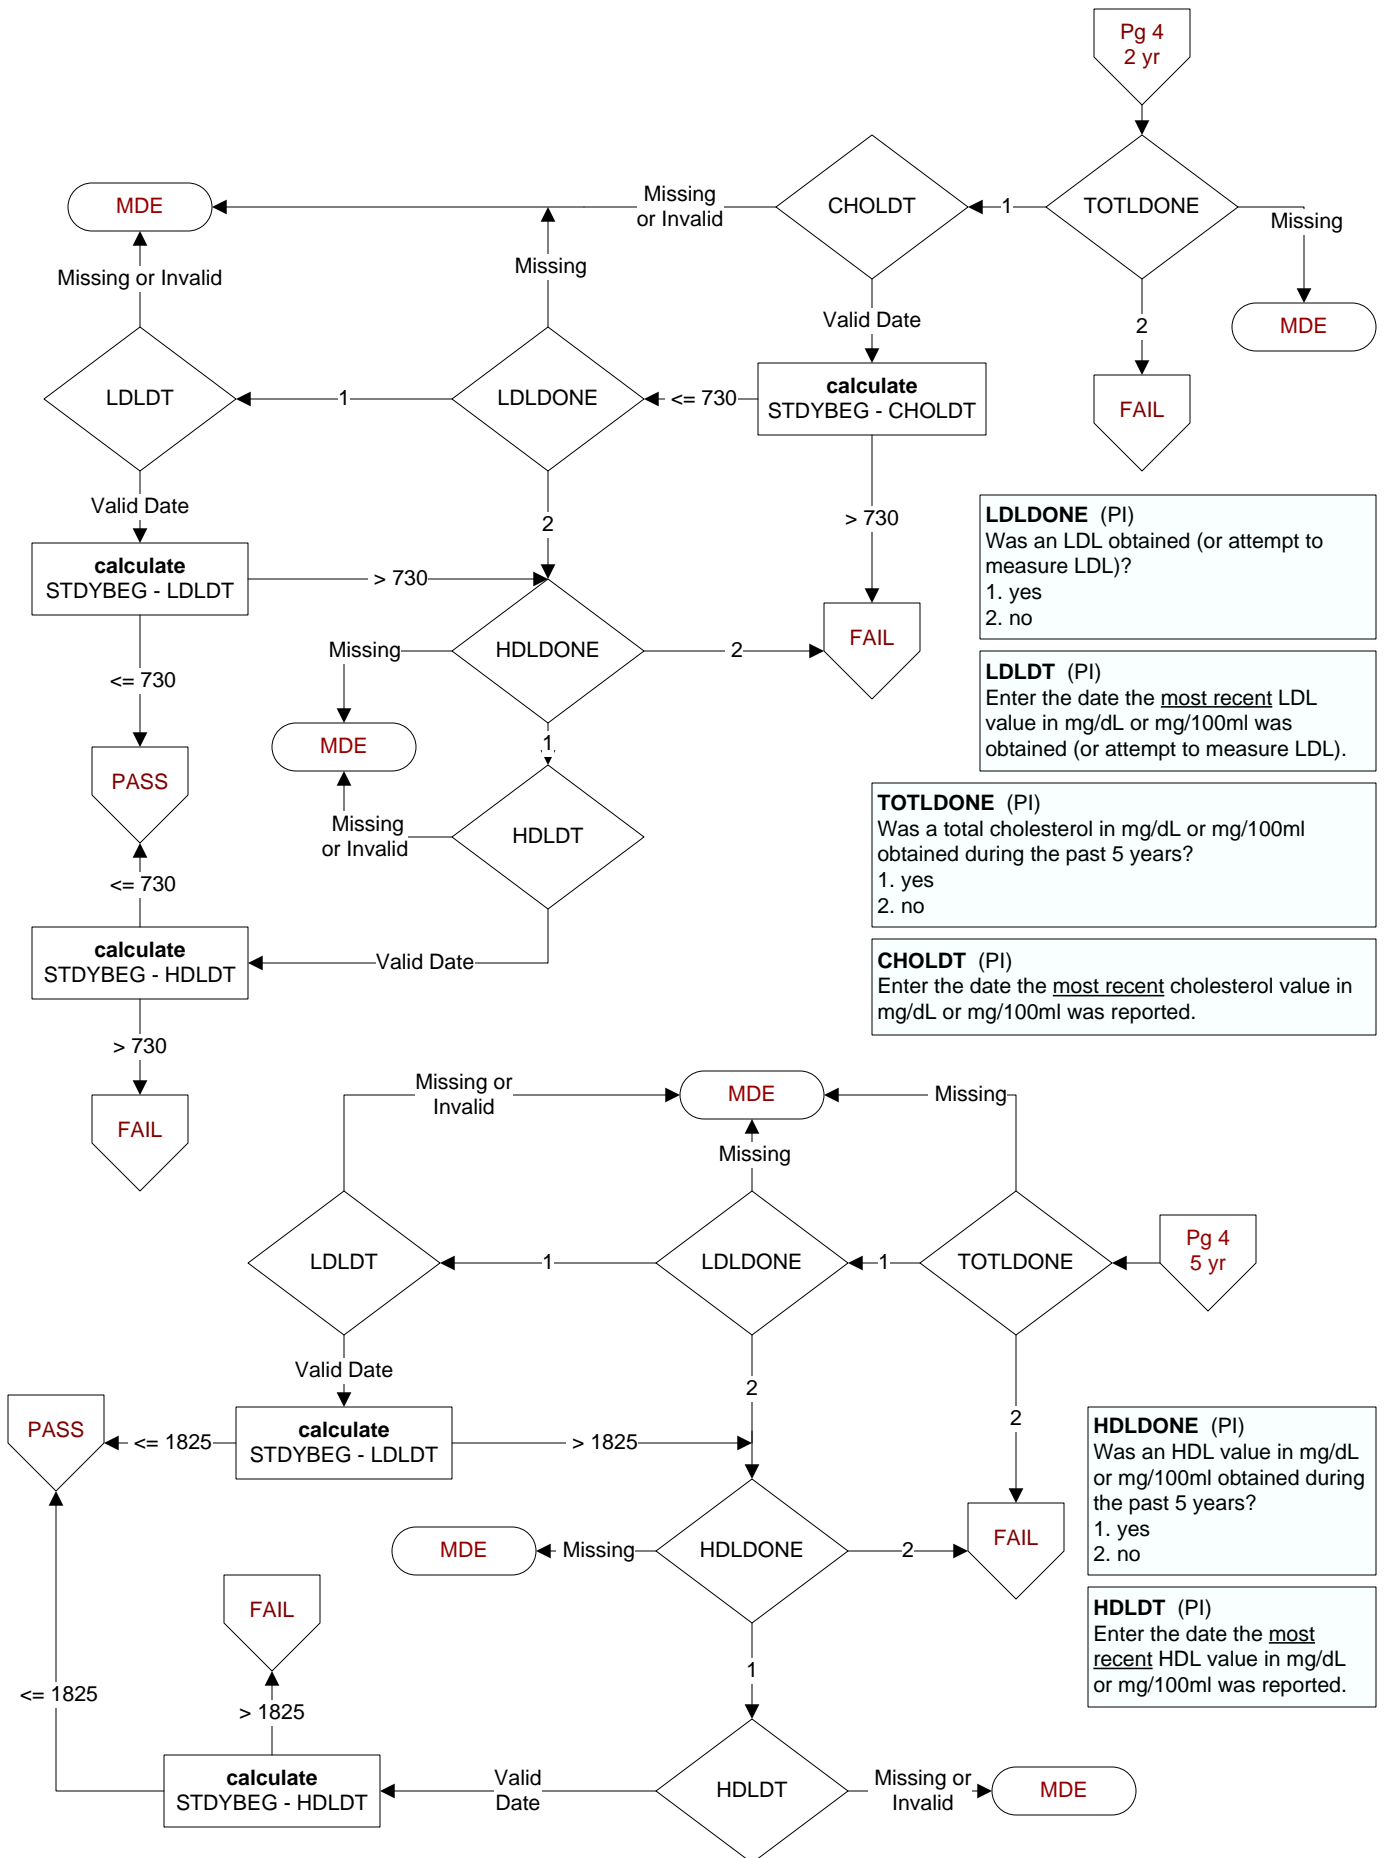 Pg 4
2 yr
TOTLDONE
1
Missing
MDE
2
FAIL
CHOLDT
Missing
or Invalid
MDE
Valid Date
calculate
STDYBEG - CHOLDT
<= 730
> 730
FAIL
LDLDONE
Missing
1
2
LDLDT
Missing or Invalid
Valid Date
calculate
STDYBEG - LDLDT
> 730
<= 730
PASS
HDLDONE
Missing
MDE
2
1
HDLDT
Missing
or Invalid
Valid Date
calculate
STDYBEG - HDLDT
<= 730
> 730
FAIL
LDLDONE (PI)
Was an LDL obtained (or attempt to
measure LDL)?
1. yes
2. no
LDLDT (PI)
Enter the date the most recent LDL
value in mg/dL or mg/100ml was
obtained (or attempt to measure LDL).
TOTLDONE (PI)
Was a total cholesterol in mg/dL or mg/100ml
obtained during the past 5 years?
1. yes
2. no
CHOLDT (PI)
Enter the date the most recent cholesterol value in
mg/dL or mg/100ml was reported.
Pg 4
5 yr
TOTLDONE
Missing
MDE
1
2
FAIL
LDLDONE
Missing
1
2
LDLDT
Missing or
Invalid
Valid Date
calculate
STDYBEG - LDLDT
<= 1825
PASS
> 1825
HDLDONE
Missing
MDE
2
1
HDLDT
Missing or
Invalid
MDE
Valid
Date
calculate
STDYBEG - HDLDT
> 1825
FAIL
<= 1825
HDLDONE (PI)
Was an HDL value in mg/dL
or mg/100ml obtained during
the past 5 years?
1. yes
2. no
HDLDT (PI)
Enter the date the most
recent HDL value in mg/dL
or mg/100ml was reported.